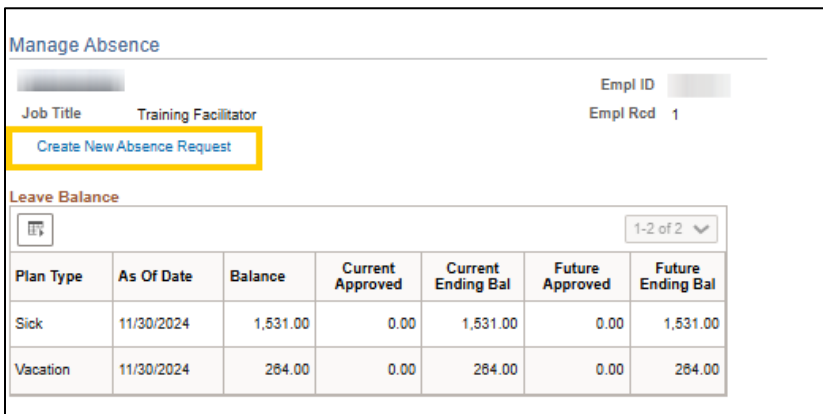 Manage Absence
Empl ID
Job Title Training Facilitator Empl Rcd 1
Create New Absence Request
Leave Balance
1-2 of 2
Plan Type As Of Date Balance Current Approved Current Ending Bal Future Approved Future Ending Bal
Sick 11/30/2024 1,531.00 0.00 1,531.00 0.00 1,531.00
Vacation 11/30/2024 264.00 0.00 264.00 0.00 264.00